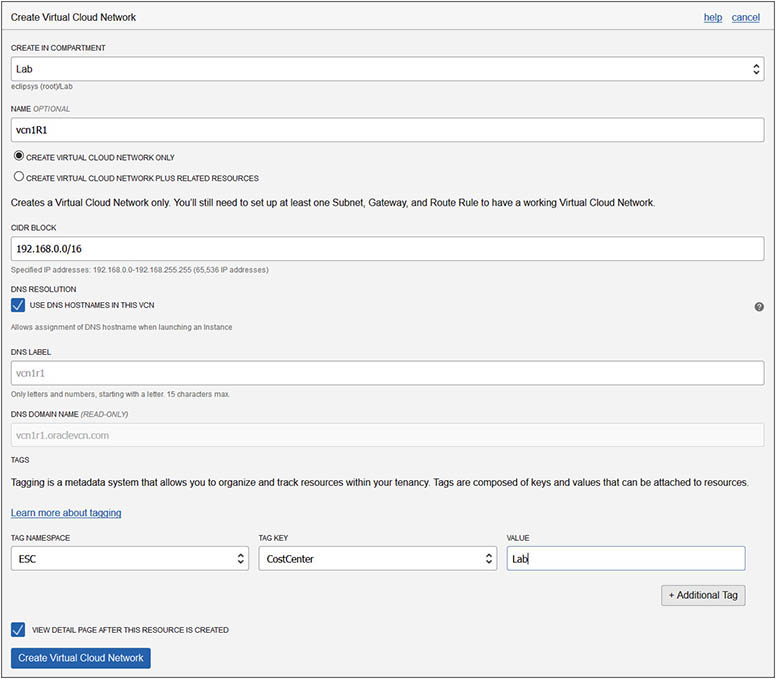 Create Virtual Cloud Network
help cancel
CREATE IN COMPARTMENT
Lab
eclipsys (root)/Lab
NAME OPTIONAL
vcn1R1
CREATE VIRTUAL CLOUD NETWORK ONLY
CREATE VIRTUAL CLOUD NETWORK PLUS RELATED RESOURCES
Creates a Virtual Cloud Network only. You'll still need to set up at least one Subnet, Gateway, and Route Rule to have a working Virtual Cloud Network.
CIDR BLOCK
192.168.0.0/16
Specified IP addresses: 192.168.0.0-192.168.255.255 (65,536 IP addresses)
DNS RESOLUTION
USE DNS HOSTNAMES IN THIS VCN
?
Allows assignment of DNS hostname when launching an Instance
DNS LABEL
vcn1r1
Only letters and numbers, starting with a letter. 15 characters max.
DNS DOMAIN NAME (READ-ONLY)
vcn1r1.oraclevcn.com
TAGS
Tagging is a metadata system that allows you to organize and track resources within your tenancy. Tags are composed of keys and values that can be attached to resources.
Learn more about tagging
TAG NAMESPACE TAG KEY VALUE
ESC CostCenter Lab
+ Additional Tag
VIEW DETAIL PAGE AFTER THIS RESOURCE IS CREATED
Create Virtual Cloud Network